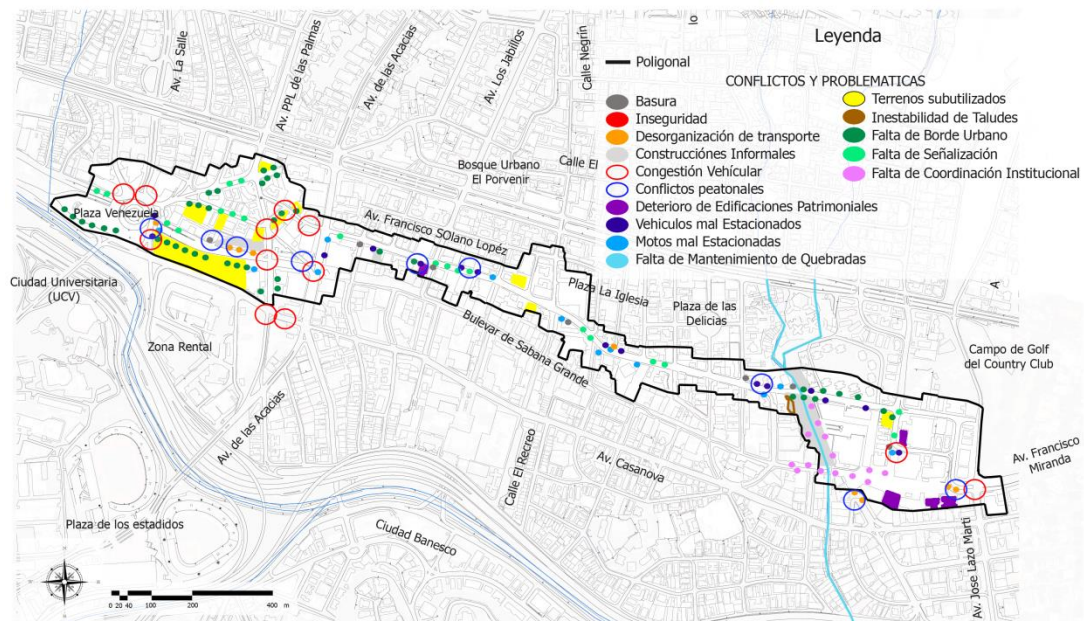 Av. La Salle
Av. PPL de las Palmas
Av. de las Acacias
Av. Los Jabillos
Calle Negrín
lo
Leyenda
Poligonal
CONFLICTOS Y PROBLEMATICAS
Basura
Inseguridad
Desorganización de transporte
Construcciónes Informales
Congestión Vehícular
Conflictos peatonales
Deterioro de Edificaciones Patrimoniales
Vehiculos mal Estacionados
Motos mal Estacionadas
Falta de Mantenimiento de Quebradas
Terrenos subutilizados
Inestabilidad de Taludes
Falta de Borde Urbano
Falta de Señalización
Falta de Coordinación Institucional
Bosque Urbano
El Porvenir
Calle El
Plaza Venezuela
Av. Francisco SOlano Lopéz
Ciudad Universitaria
(UCV)
Plaza La Iglesia
Plaza de las
Delicias
A
Zona Rental
Bulevar de Sabana Grande
Campo de Golf
del Country Club
Av. de las Acacias
Calle El Recreo
Av. Casanova
Av. Francisco
Miranda
Plaza de los estadidos
Ciudad Banesco
Av. Jose Lazo Marti
0 20 40 100 200 400 m